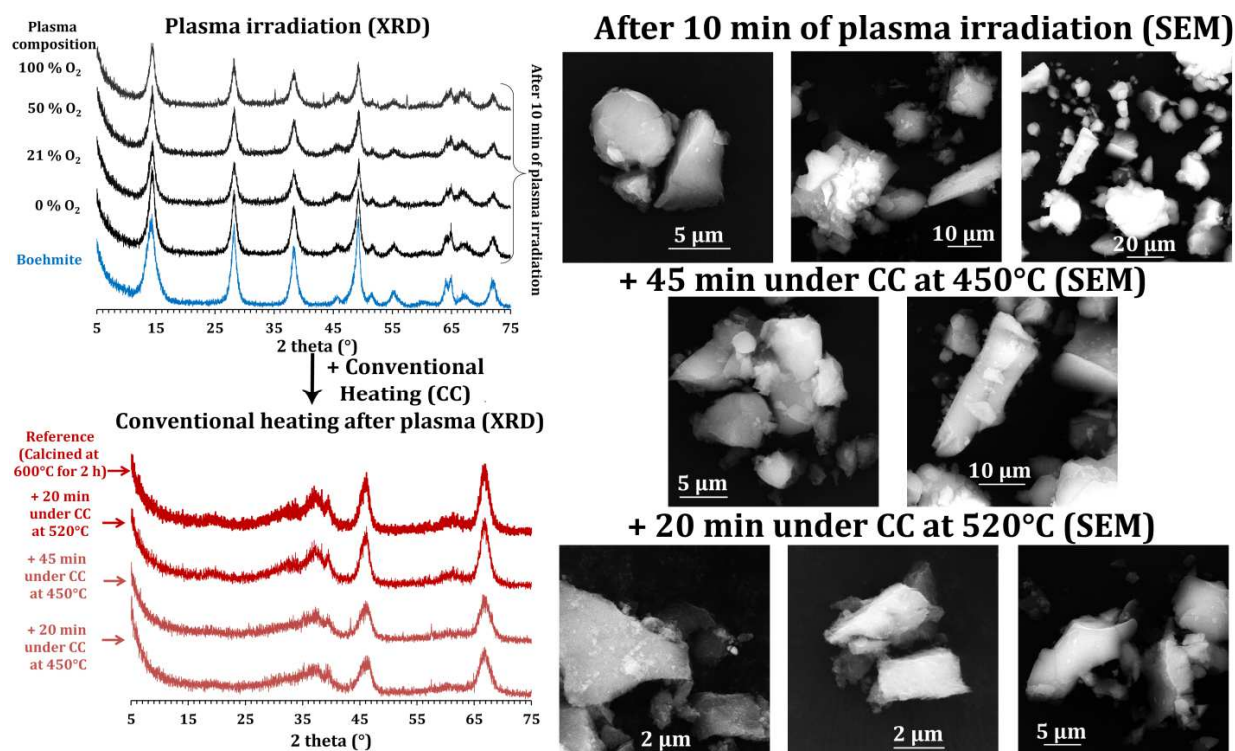 Plasma irradiation (XRD)
Plasma
composition
100 % O₂
50 % O₂
21 % O₂
0 % O₂
Boehmite
After 10 min of plasma irradiation
5 15 25 35 45 55 65 75
2 theta (°)
+ Conventional
Heating (CC)
Conventional heating after plasma (XRD)
Reference
(Calcined at
600°C for 2 h)
+ 20 min
under CC
at 520°C
+ 45 min
under CC
at 450°C
+ 20 min
under CC
at 450°C
5 15 25 35 45 55 65 75
2 theta (°)
After 10 min of plasma irradiation (SEM)
5 µm
10 µm
20 µm
+ 45 min under CC at 450°C (SEM)
5 µm
10 µm
+ 20 min under CC at 520°C (SEM)
2 µm
2 µm
5 µm